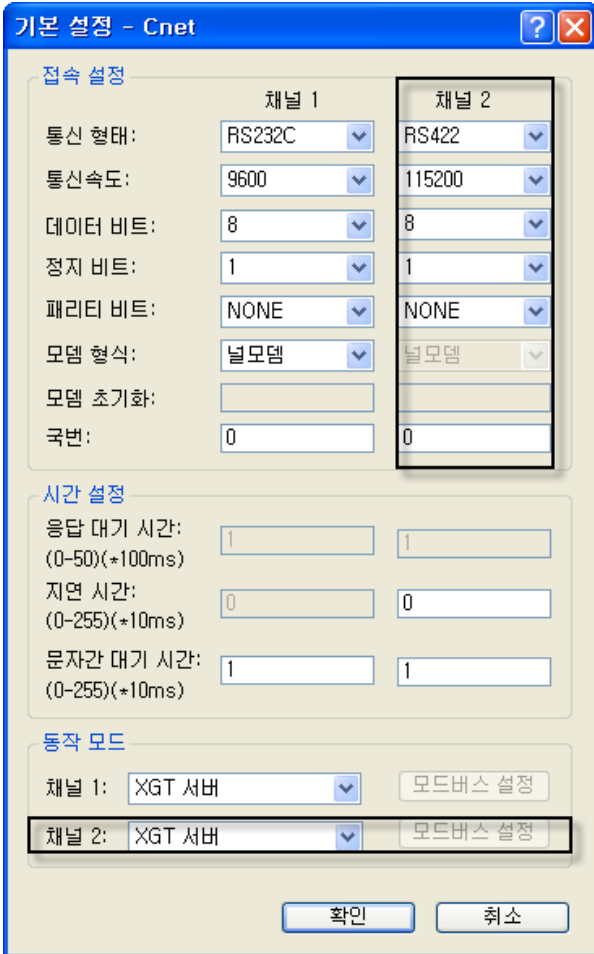 기본 설정 - Cnet
접속 설정
채널 1 채널 2
통신 형태: RS232C RS422
통신속도: 9600 115200
데이터 비트: 8 8
정지 비트: 1 1
패리티 비트: NONE NONE
모뎀 형식: 널모뎀 널모뎀
모뎀 초기화:
국번: 0 0
시간 설정
응답 대기 시간: 1 1
(0-50)(*100ms)
지연 시간: 0 0
(0-255)(*10ms)
문자간 대기 시간: 1 1
(0-255)(*10ms)
동작 모드
채널 1: XGT 서버 모드버스 설정
채널 2: XGT 서버 모드버스 설정
확인 취소